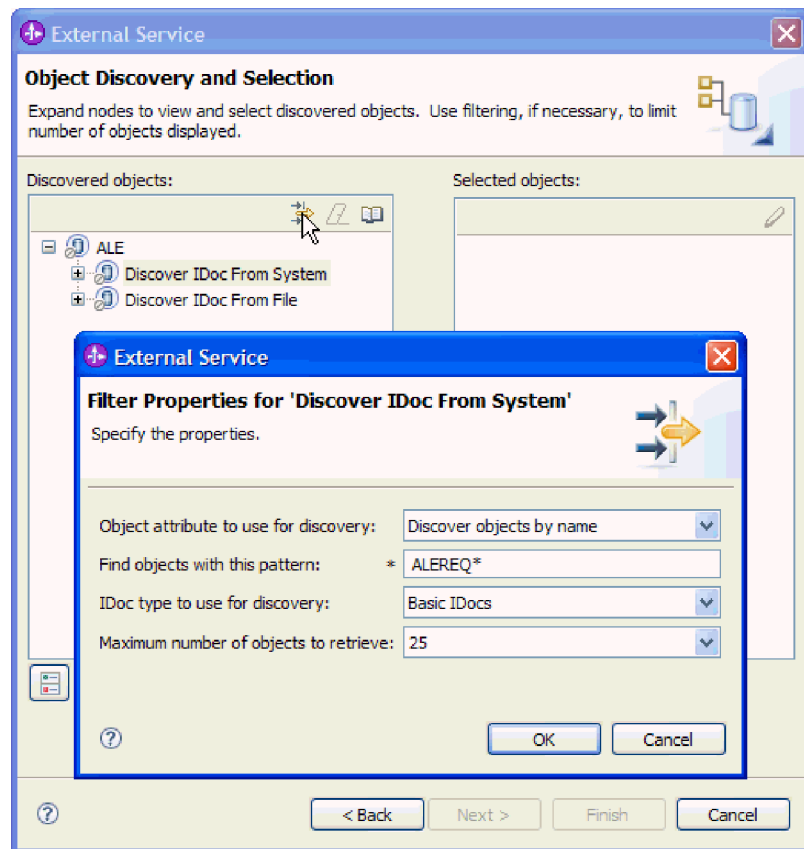 External Service
Object Discovery and Selection
Expand nodes to view and select discovered objects. Use filtering, if necessary, to limit
number of objects displayed.
Discovered objects:
Selected objects:
ALE
Discover IDoc From System
Discover IDoc From File
External Service
Filter Properties for 'Discover IDoc From System'
Specify the properties.
Object attribute to use for discovery: Discover objects by name
Find objects with this pattern: * ALEREQ*
IDoc type to use for discovery: Basic IDocs
Maximum number of objects to retrieve: 25
OK Cancel
< Back Next > Finish Cancel